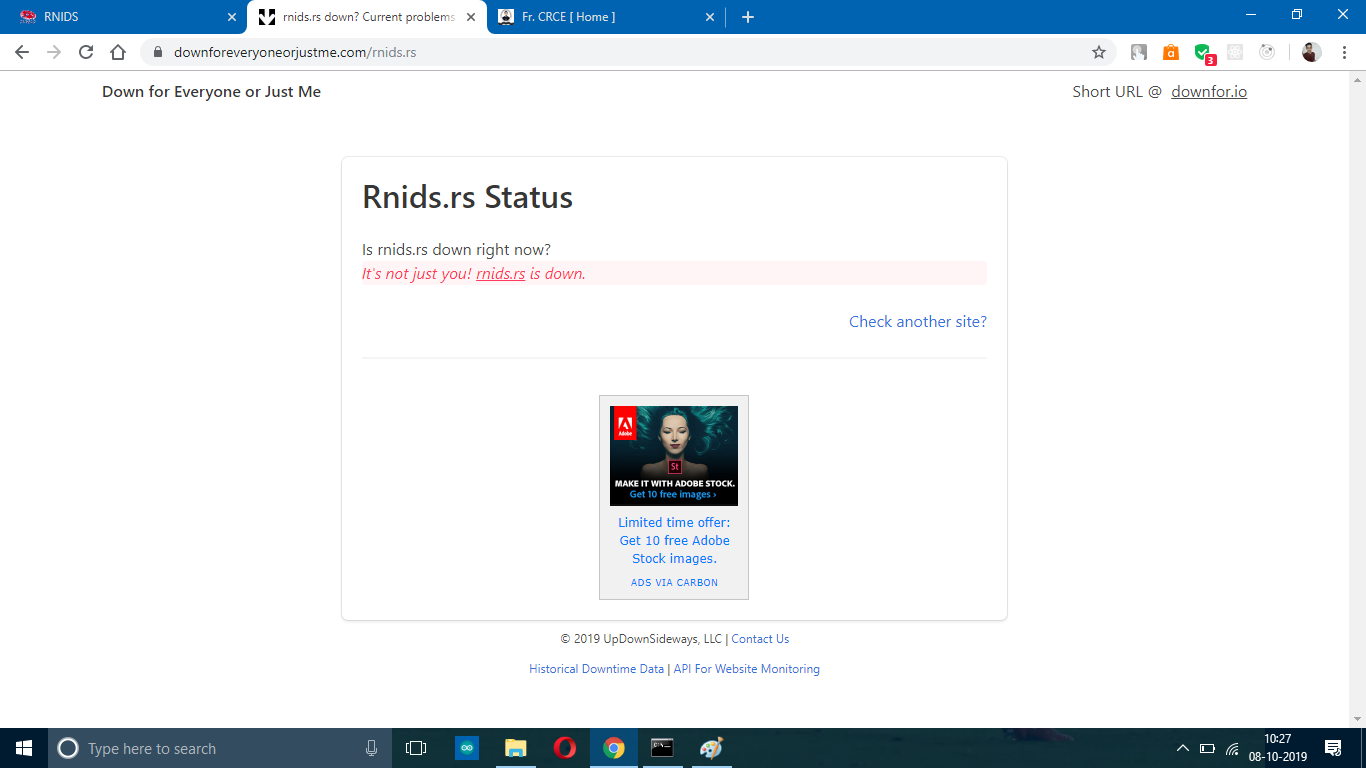 RNIDS
rnids.rs down? Current problems
Fr. CRCE [ Home ]
downforeveryoneorjustme.com/rnids.rs
a
3
Down for Everyone or Just Me
Short URL @ downfor.io
Rnids.rs Status
Is rnids.rs down right now?
It's not just you! rnids.rs is down.
Check another site?
Adobe
St
MAKE IT WITH ADOBE STOCK.
Get 10 free images ›
Limited time offer:
Get 10 free Adobe
Stock images.
ADS VIA CARBON
© 2019 UpDownSideways, LLC | Contact Us
Historical Downtime Data | API For Website Monitoring
Type here to search
10:27
08-10-2019